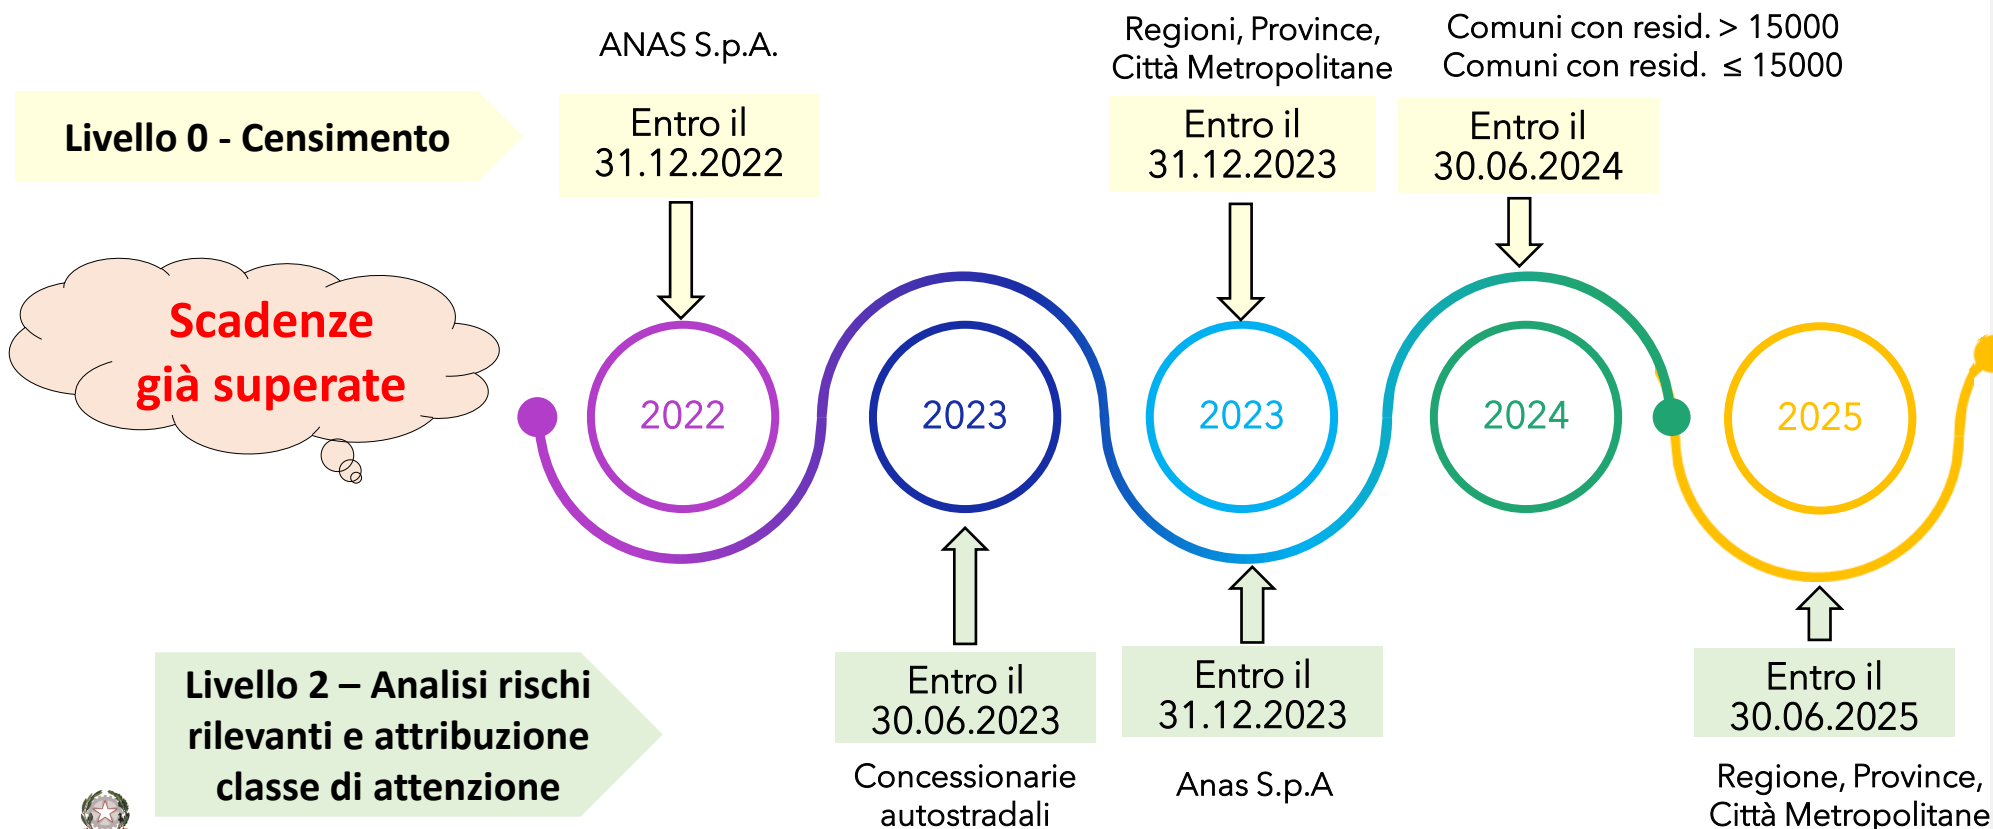 ANAS S.p.A.
Regioni, Province,
Città Metropolitane
Comuni con resid. > 15000
Comuni con resid. ≤ 15000
Livello 0 - Censimento
Entro il
31.12.2022
Entro il
31.12.2023
Entro il
30.06.2024
Scadenze
già superate
2022
2023
2023
2024
2025
Livello 2 – Analisi rischi
rilevanti e attribuzione
classe di attenzione
Entro il
30.06.2023
Concessionarie
autostradali
Entro il
31.12.2023
Anas S.p.A
Entro il
30.06.2025
Regione, Province,
Città Metropolitane